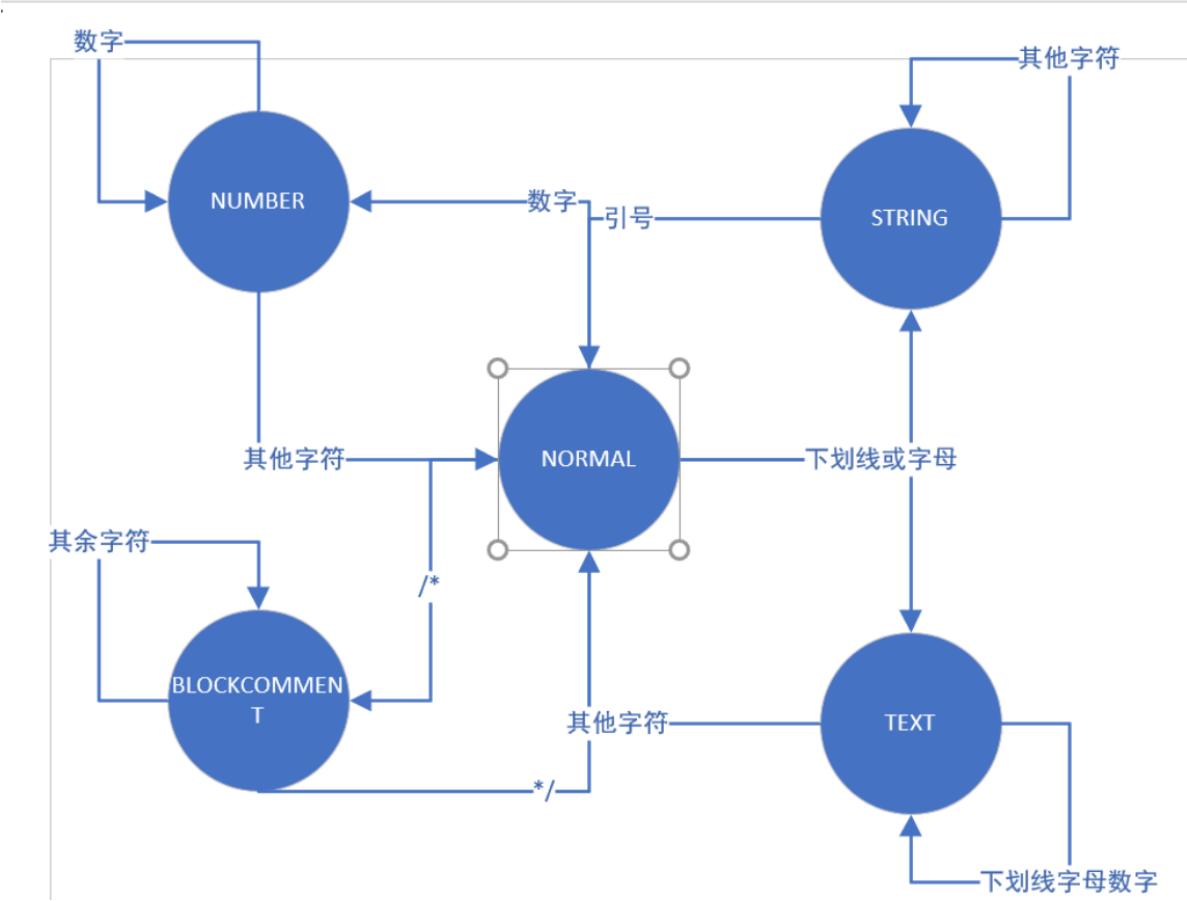 数字
其他字符
NUMBER
数字
引号
STRING
其他字符
NORMAL
下划线或字母
其余字符
/*
BLOCKCOMMEN
T
其他字符
TEXT
*/
下划线字母数字